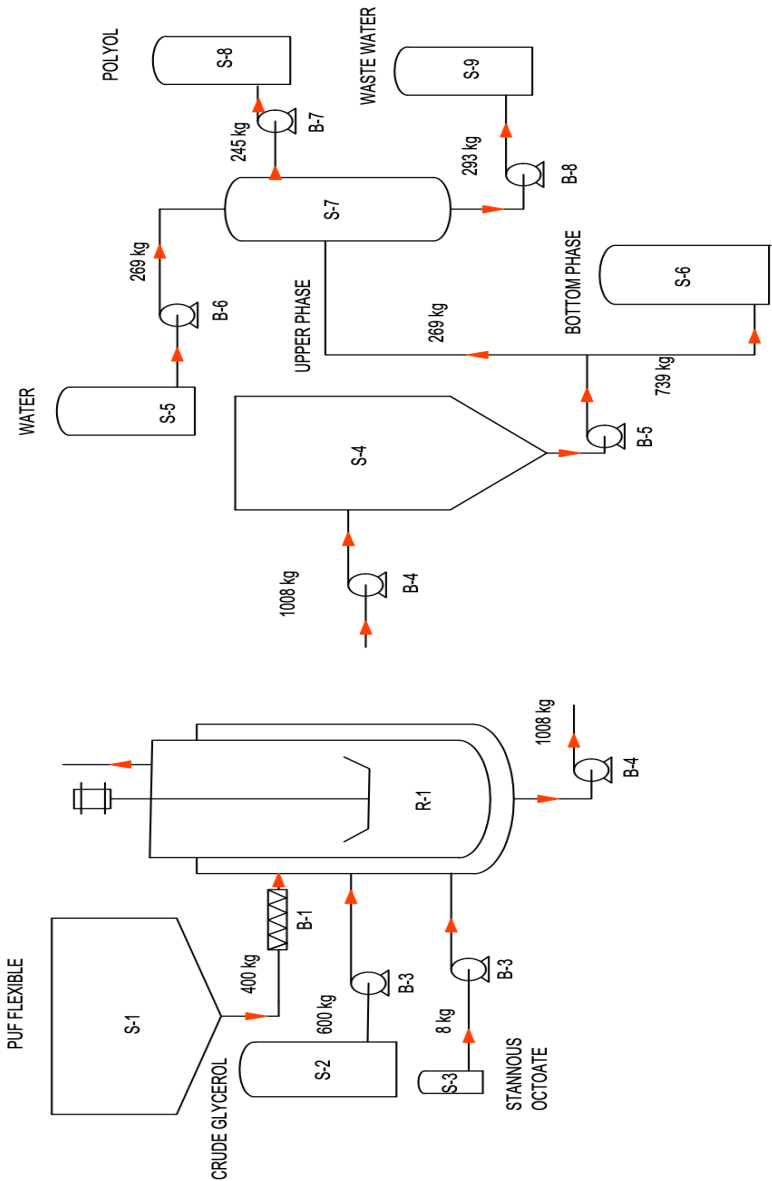 PUF FLEXIBLE
S-1
400 kg
B-1
CRUDE GLYCEROL
S-2
600 kg
B-3
S-3
8 kg
B-3
STANNOUS
OCTOATE
R-1
1008 kg
B-4
1008 kg
B-4
S-4
B-5
WATER
S-5
B-6
269 kg
UPPER PHASE
269 kg
BOTTOM PHASE
739 kg
S-6
S-7
245 kg
B-7
POLYOL
S-8
293 kg
B-8
WASTE WATER
S-9